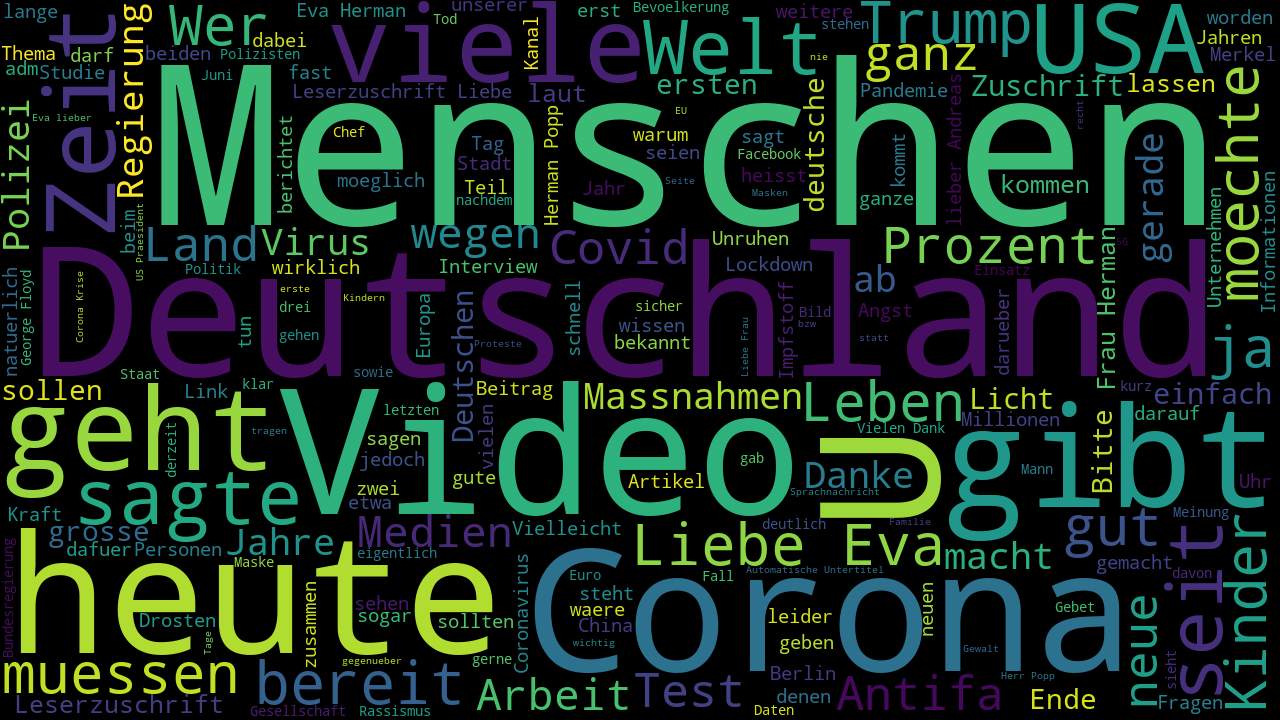 lange
Wer
Eva Herman
Tod
unserer
erst
Bevoelkerung
weitere
stehen
Trump
USA
worden
Jahren
Merkel
Thema
darf
beiden
dabei
Polizisten
viele
Kanal
Welt
nie
ganz
adm
Studie
Zeit
Regierung
Juni
fast
Leserzuschrift Liebe
laut
ersten
Pandemie
Zuschrift
lassen
Eva lieber
Polizei
Menschen
berichtet
Chef
moeglich
Tag
Stadt
Teil
nachdem
Herman Popp
Jahr
EU
warum
seien
Seite
sagt
Facebook
heisst
Masken
deutsche
ganze
kommt
lieber Andreas
kommen
recht
gerade
moechte
Unternehmen
Informationen
US Praesident
beim
Land
Virus
wegen
Covid
Unruhen
Prozent
Frau Herman
SG
natuerlich
George Floyd
Corona Krise
Politik
wirklich
Interview
Lockdown
ab
Einsatz
Deutschland
erste
drei
Kindern
gehen
tun
Europa
Deutschen
Proteste
schnell
sicher
wissen
bekannt
Liebe Frau
Impfstoff
Bild
bzw
Angst
statt
darueber
ja
Staat
sowie
sollen
Link
klar
letzten
Beitrag
Massnahmen
Leben
Licht
kurz
einfach
geht
derzeit
tragen
Video
sagen
jedoch
vielen
gute
zwei
etwa
Artikel
gab
u
Vielen Dank
Danke
Sprachnachricht
Millionen
Mann
gibt
Bitte
darauf
Uhr
sagte
Kraft
grosse
dafuer
Personen
Jahre
Medien
Vielleicht
eigentlich
deutlich
Familie
Liebe Eva
macht
gut
Meinung
gemacht
seit
davon
Kinder
Bundesregierung
heute
Maske
Drosten
Tage
zusammen
sehen
sogar
sollten
Coronavirus
Euro
steht
waere
China
wichtig
Automatische Untertitel
Fall
leider
geben
neuen
Corona
Gebet
Gewalt
neue
sieht
muessen
Leserzuschrift
bereit
gegenueber
Gesellschaft
Rassismus
gerne
Arbeit
Test
Berlin
denen
Daten
Antifa
Herr Popp
Ende
Fragen